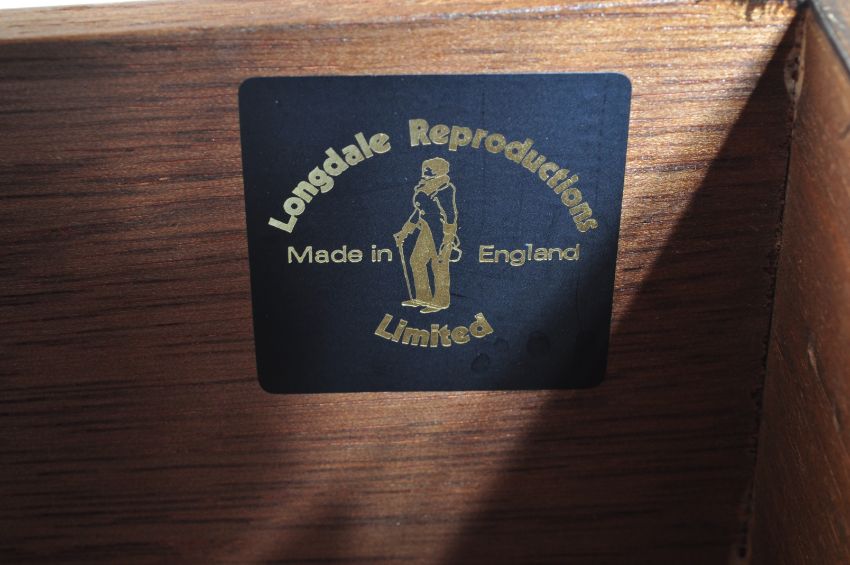 Longdale Reproductions
Made in England
Limited